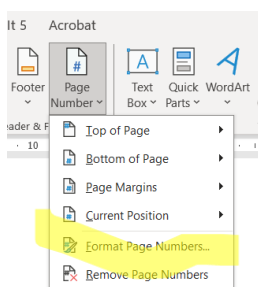 lt 5 Acrobat
Footer Page Number Text Box Quick Parts WordArt
eader & F
10
Top of Page
Bottom of Page
Page Margins
Current Position
Format Page Numbers...
Remove Page Numbers